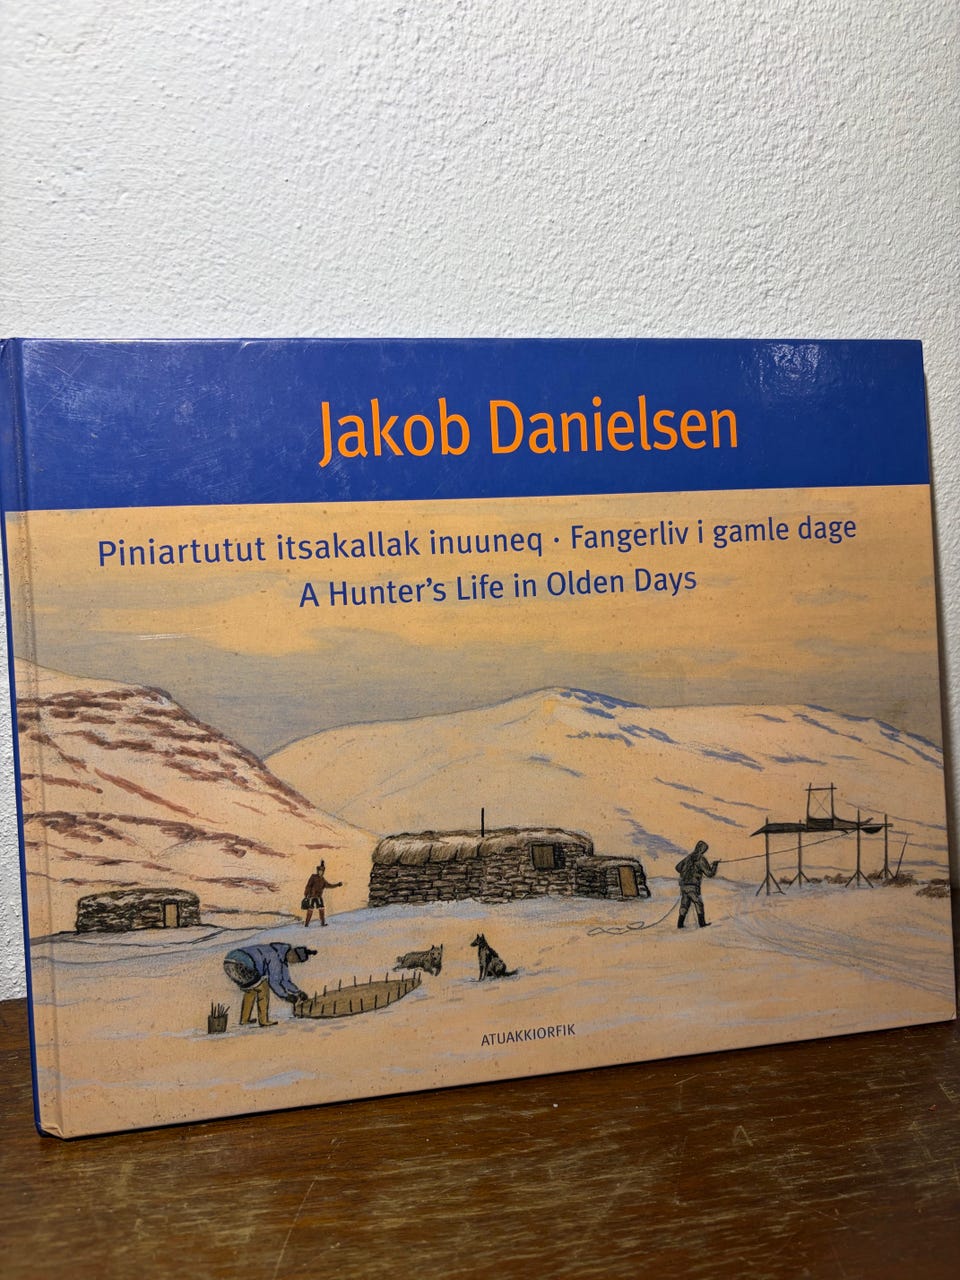 Jakob Danielsen
Piniartutut itsakallak inuuneq · Fangerliv i gamle dage
A Hunter's Life in Olden Days
ATUAKKIORFIK